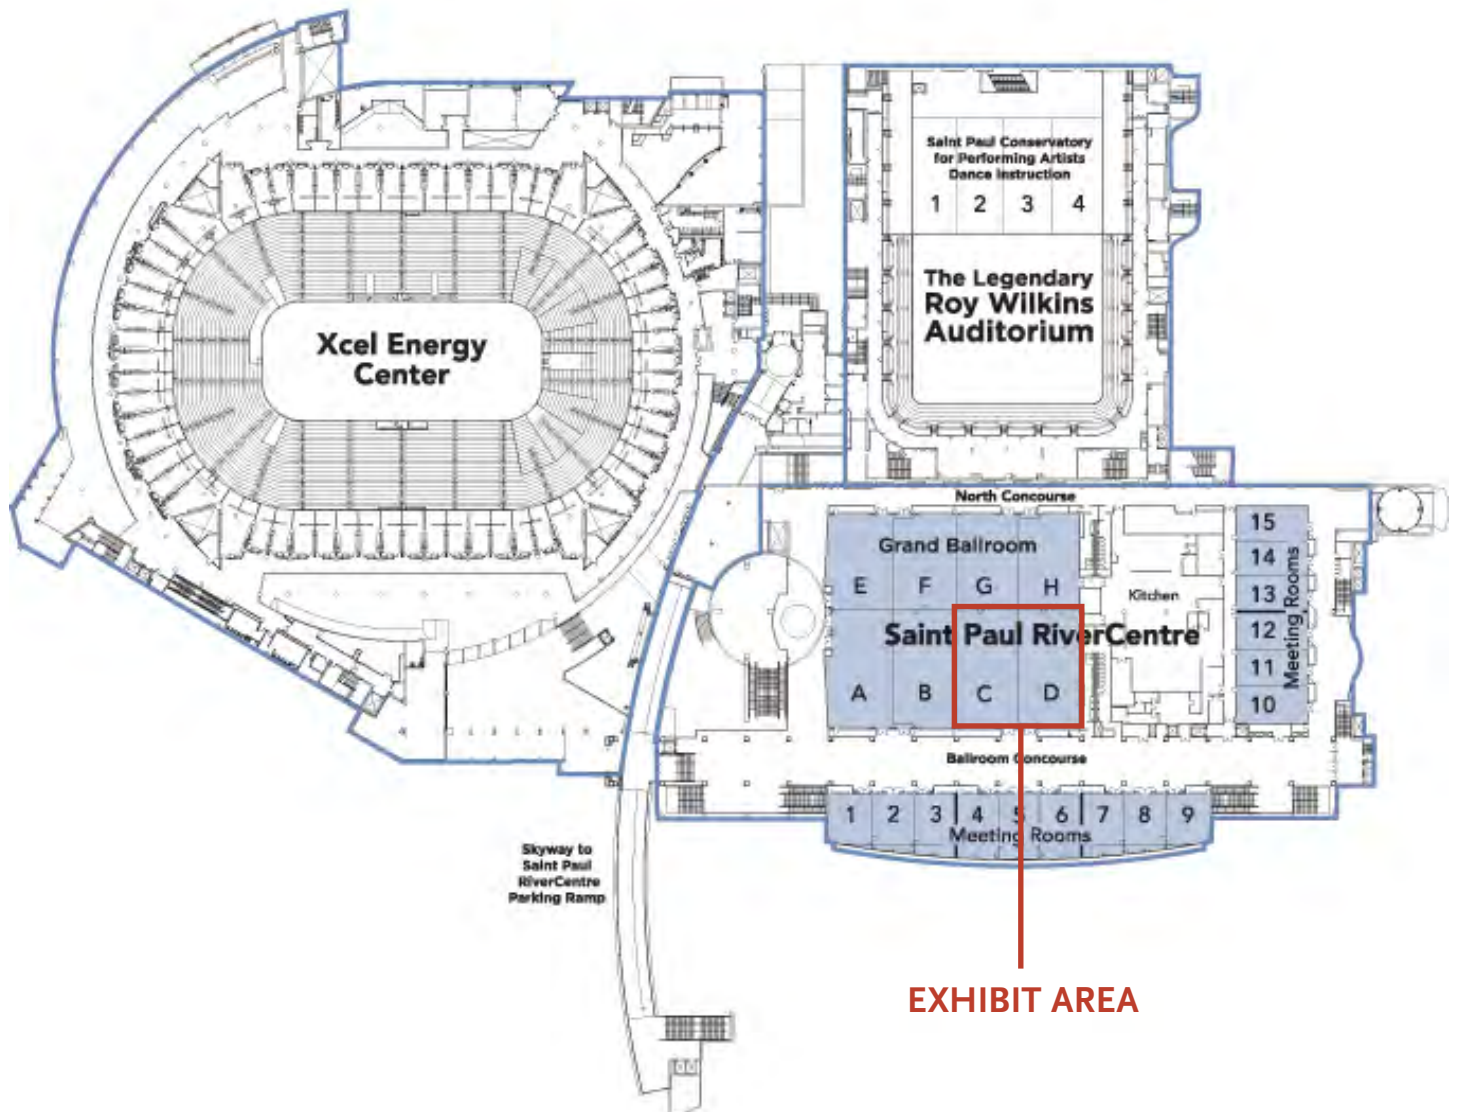 Saint Paul Conservatory
for Performing Artists
Dance Instruction
1 2 3 4
The Legendary
Roy Wilkins
Auditorium
Xcel Energy
Center
North Concourse
Grand Ballroom
E F G H
Kitchen
Saint Paul RiverCentre
A B C D
15
14
13
12
11
10
Meeting Rooms
Meeting Rooms
Ballroom Concourse
1 2 3 4 5 6 7 8 9
Meeting Rooms
Skyway to
Saint Paul
RiverCentre
Parking Ramp
EXHIBIT AREA